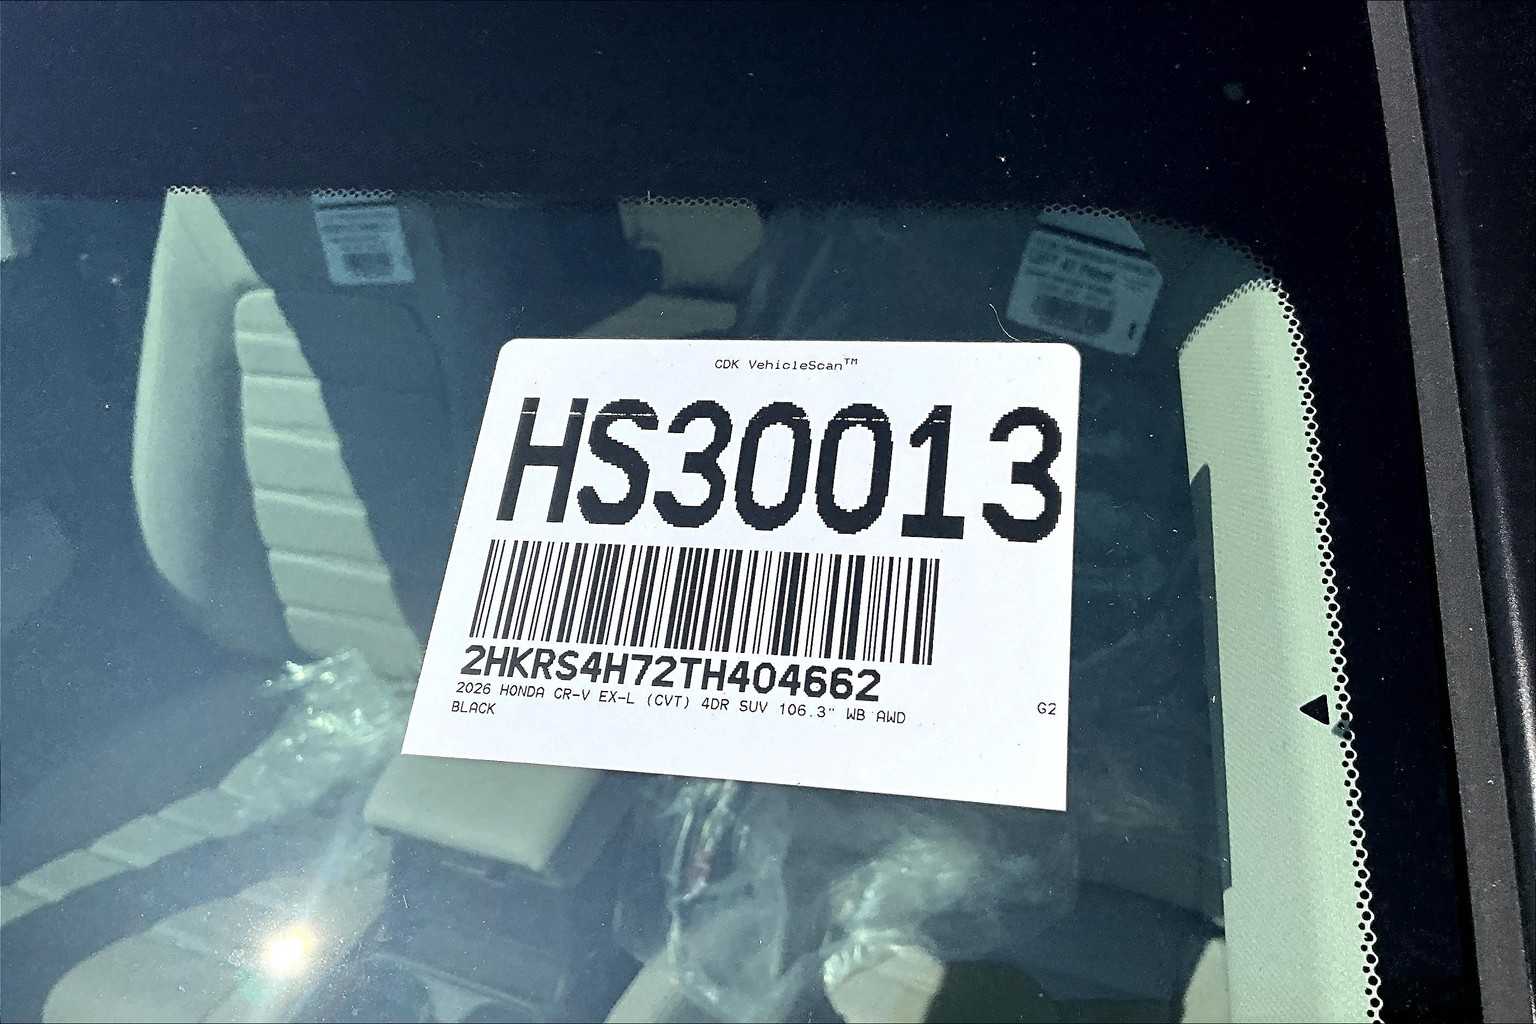 CDK VehicleScan™
HS30013
2HKRS4H72TH404662
2026 HONDA CR-V EX-L (CVT) 4DR SUV 106.3" WB AWD
BLACK
G2